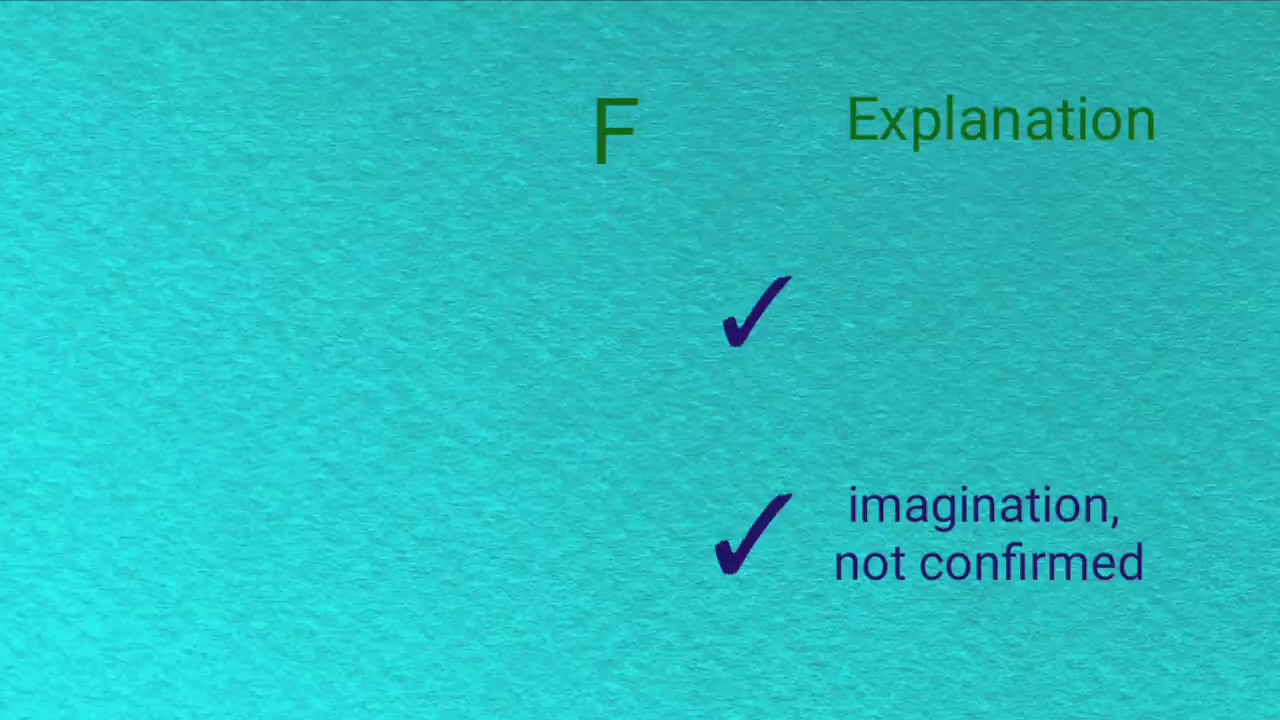 F Explanation
✓
✓ imagination,
not confirmed